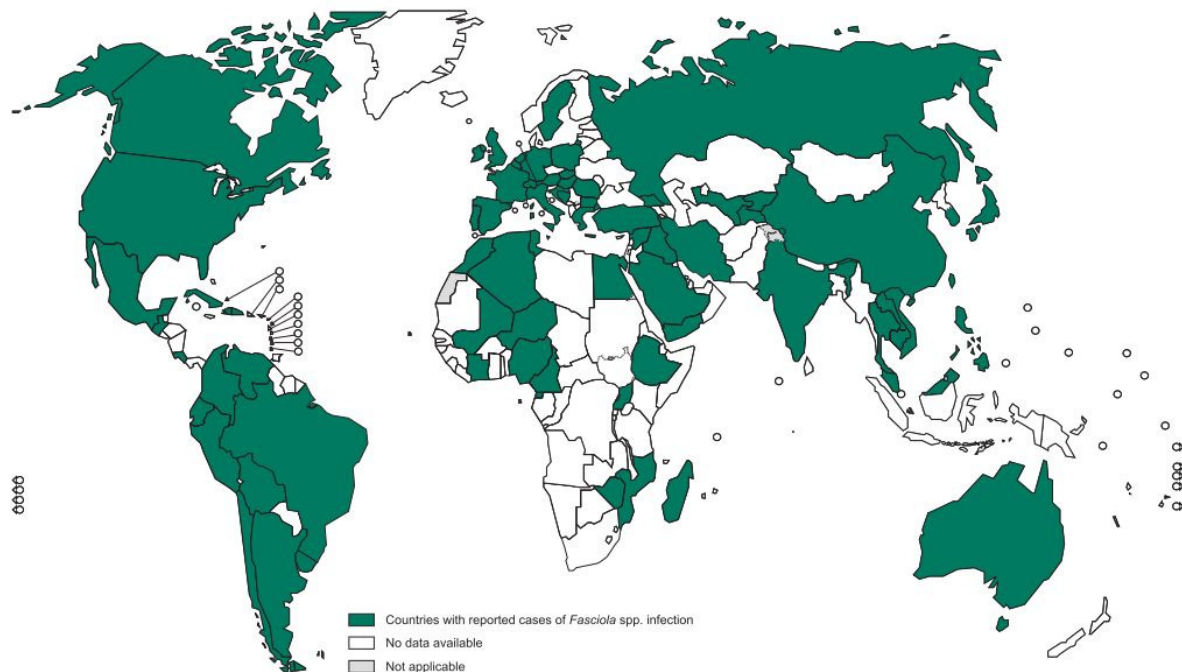 Countries with reported cases of Fasciola spp. infection
No data available
Not applicable